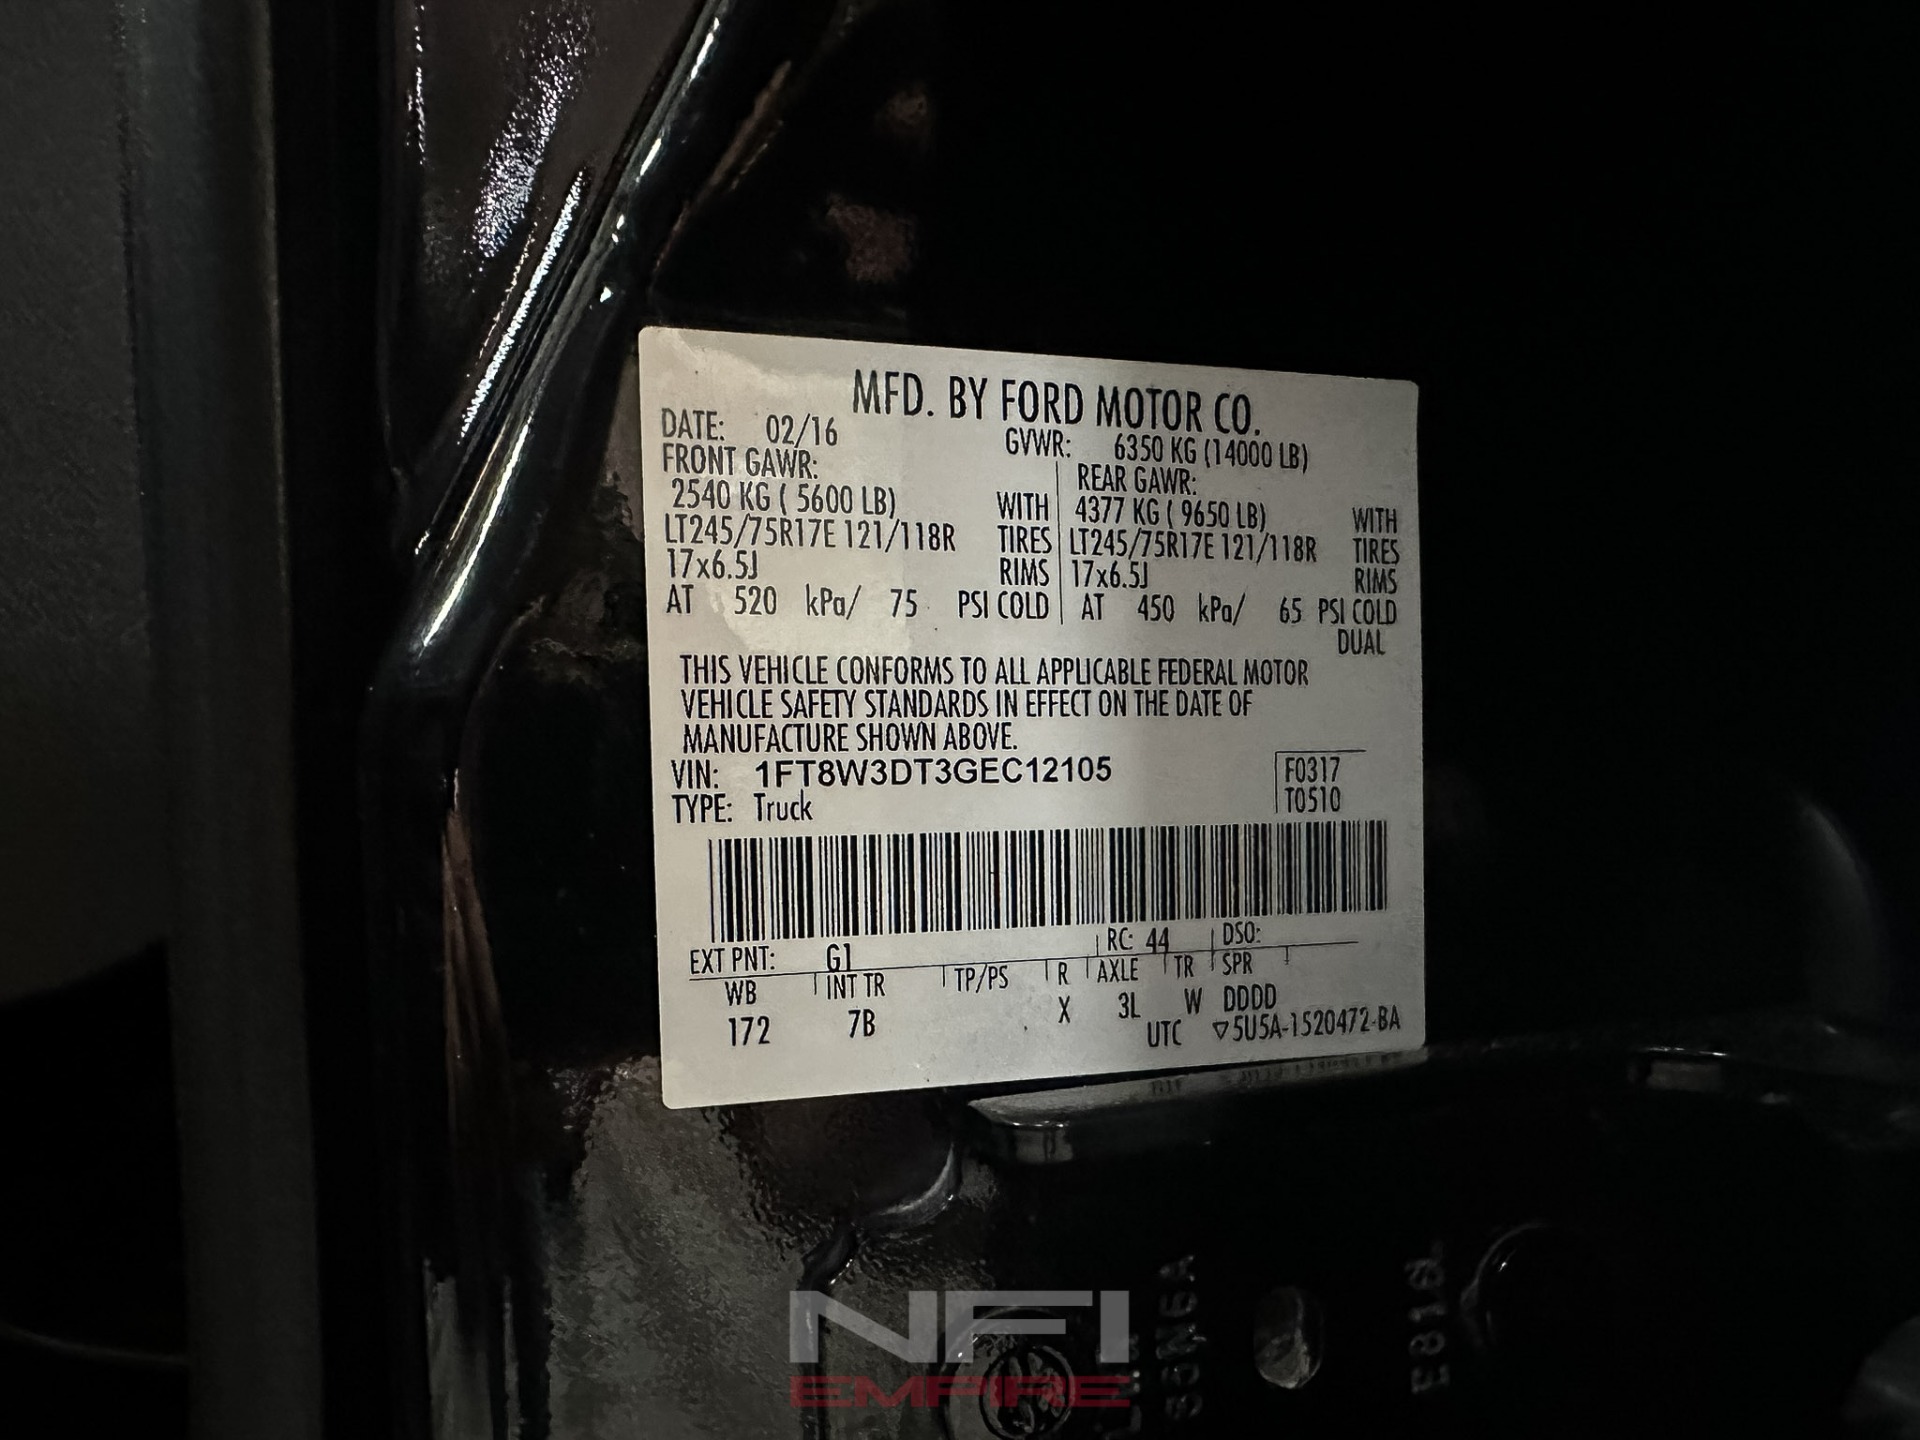 MFD. BY FORD MOTOR CO.
DATE: 02/16 GVWR: 6350 KG (14000 LB)
FRONT GAWR: REAR GAWR:
2540 KG ( 5600 LB) WITH 4377 KG ( 9650 LB) WITH
LT245/75R17E 121/118R TIRES LT245/75R17E 121/118R TIRES
17x6.5J RIMS 17x6.5J RIMS
AT 520 kPa/ 75 PSI COLD AT 450 kPa/ 65 PSI COLD
DUAL
THIS VEHICLE CONFORMS TO ALL APPLICABLE FEDERAL MOTOR
VEHICLE SAFETY STANDARDS IN EFFECT ON THE DATE OF
MANUFACTURE SHOWN ABOVE.
VIN: 1FT8W3DT3GEC12105 F0317
TYPE: Truck T0510
EXT PNT: G1 RC: 44 DSO:
WB INT TR TP/PS R AXLE TR SPR
172 7B X 3L W DDDD
UTC ▽5U5A-1520472-BA
NFI
EMPIRE